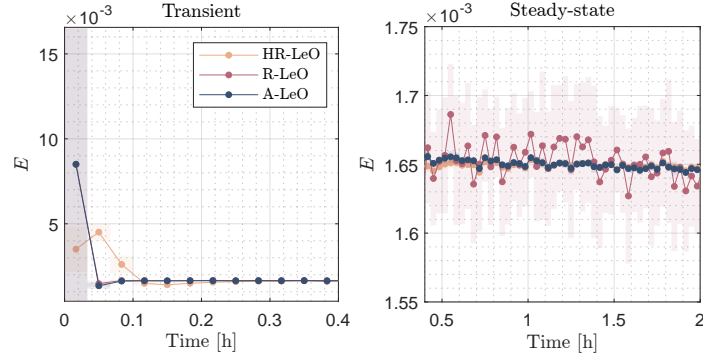 ×10⁻³ Transient
15
10
5
E
HR-LeO
R-LeO
A-LeO
0 0.1 0.2 0.3 0.4
Time [h]
×10⁻³ Steady-state
1.75
1.7
1.65
1.6
1.55
E
0.5 1 1.5 2
Time [h]